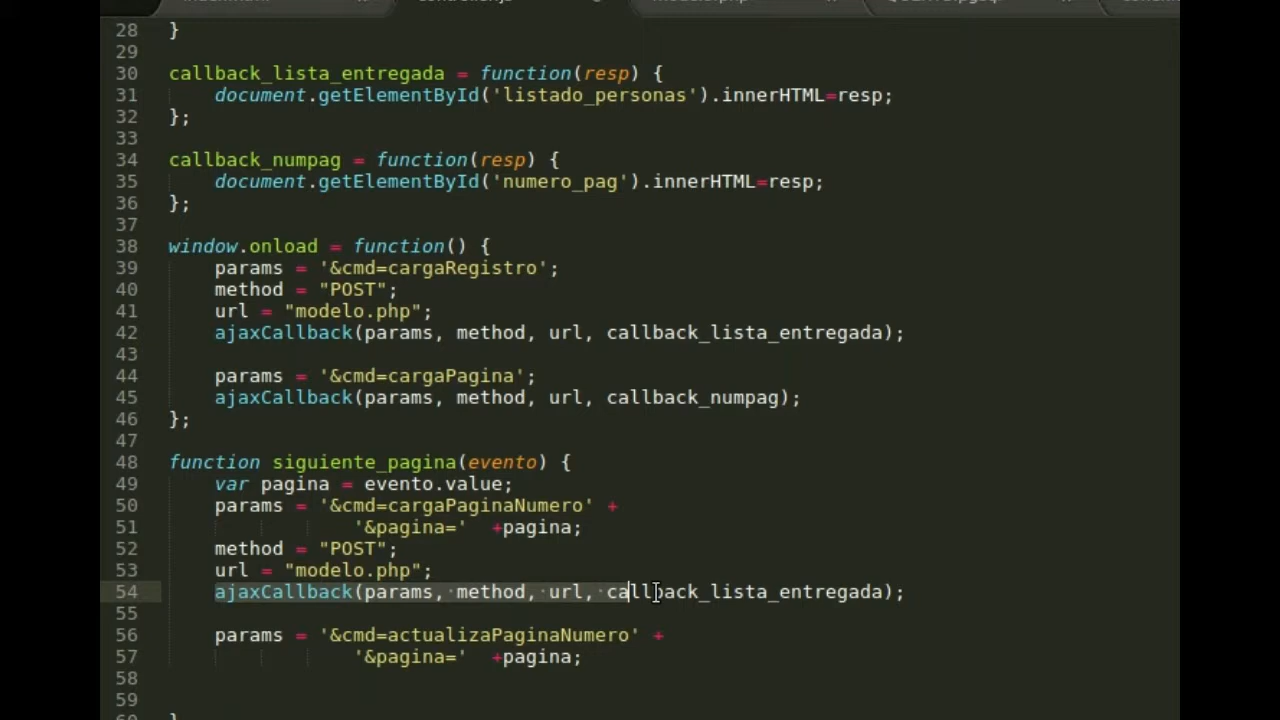 28 }
29
30 callback_lista_entregada = function(resp) {
31 document.getElementById('listado_personas').innerHTML=resp;
32 };
33
34 callback_numpag = function(resp) {
35 document.getElementById('numero_pag').innerHTML=resp;
36 };
37
38 window.onload = function() {
39 params = '&cmd=cargaRegistro';
40 method = "POST";
41 url = "modelo.php";
42 ajaxCallback(params, method, url, callback_lista_entregada);
43
44 params = '&cmd=cargaPagina';
45 ajaxCallback(params, method, url, callback_numpag);
46 };
47
48 function siguiente_pagina(evento) {
49 var pagina = evento.value;
50 params = '&cmd=cargaPaginaNumero' +
51 '&pagina=' +pagina;
52 method = "POST";
53 url = "modelo.php";
54 ajaxCallback(params, method, url, callback_lista_entregada);
55
56 params = '&cmd=actualizaPaginaNumero' +
57 '&pagina=' +pagina;
58
59
60 }